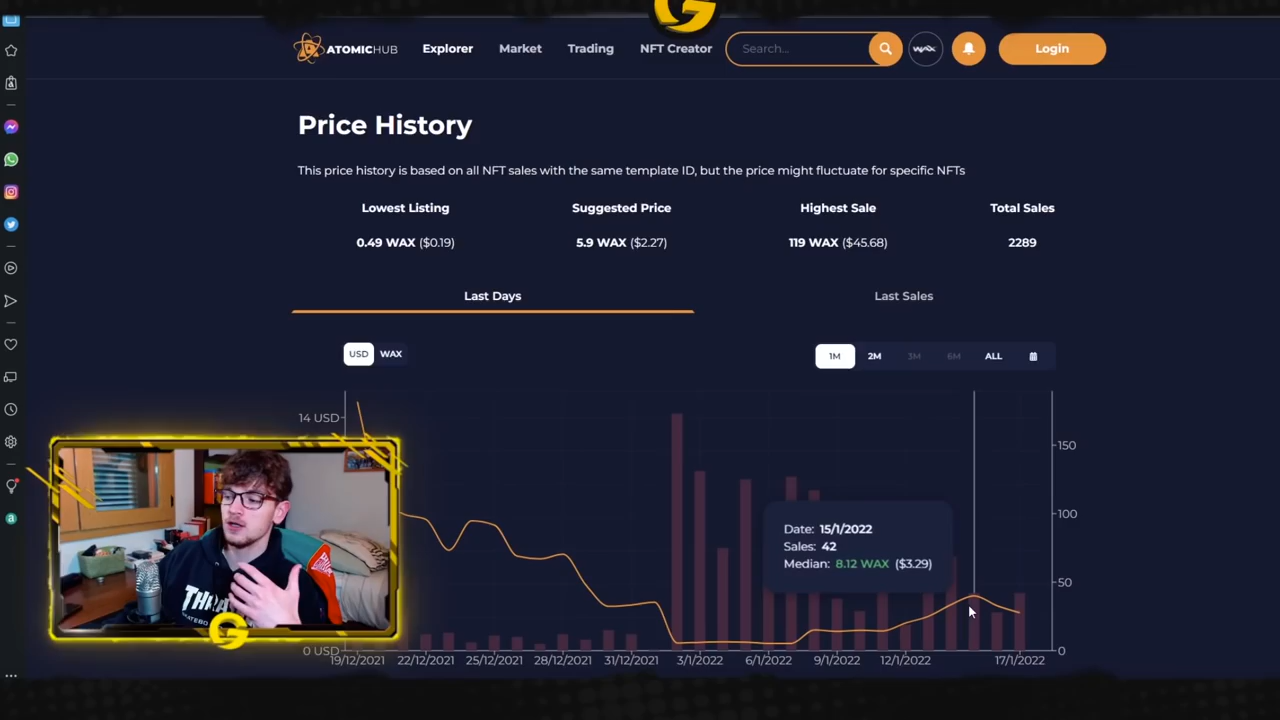 ATOMICHUB Explorer Market Trading NFT Creator Search... WAX Login
Price History
This price history is based on all NFT sales with the same template ID, but the price might fluctuate for specific NFTs
Lowest Listing Suggested Price Highest Sale Total Sales
0.49 WAX ($0.19) 5.9 WAX ($2.27) 119 WAX ($45.68) 2289
Last Days Last Sales
USD WAX 1M 2M 3M 6M ALL
14 USD
150
100
Date: 15/1/2022
Sales: 42
Median: 8.12 WAX ($3.29)
50
THR
0 USD 0
19/12/2021 22/12/2021 25/12/2021 28/12/2021 31/12/2021 3/1/2022 6/1/2022 9/1/2022 12/1/2022 17/1/2022